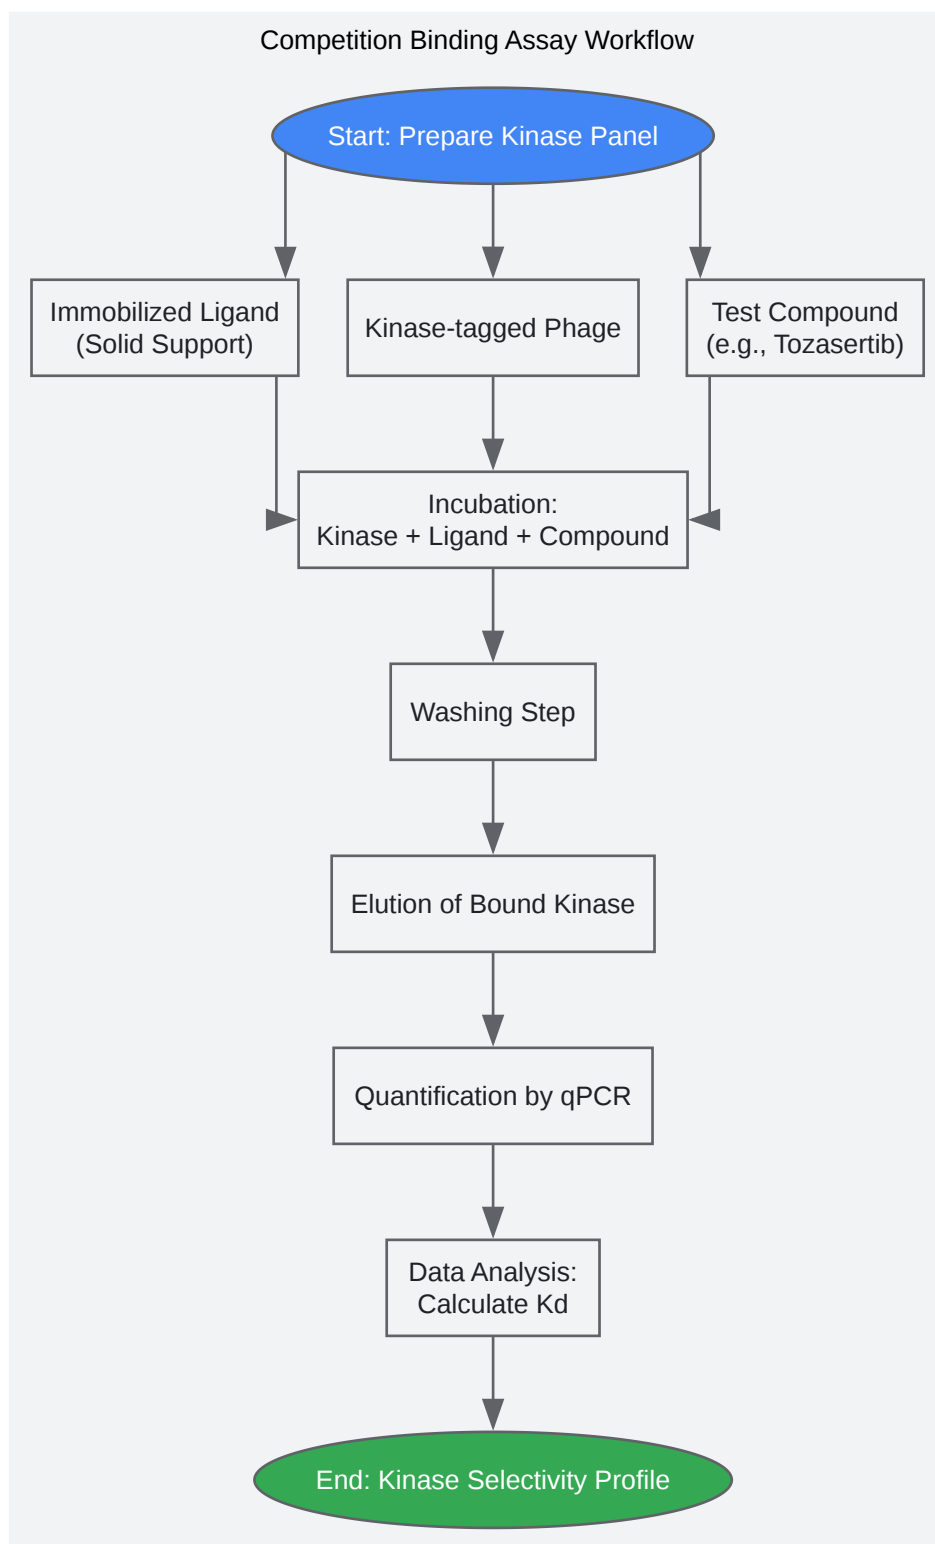 Competition Binding Assay Workflow
Start: Prepare Kinase Panel
Immobilized Ligand
(Solid Support)
Kinase-tagged Phage
Test Compound
(e.g., Tozasertib)
Incubation:
Kinase + Ligand + Compound
Washing Step
Elution of Bound Kinase
Quantification by qPCR
Data Analysis:
Calculate Kd
End: Kinase Selectivity Profile